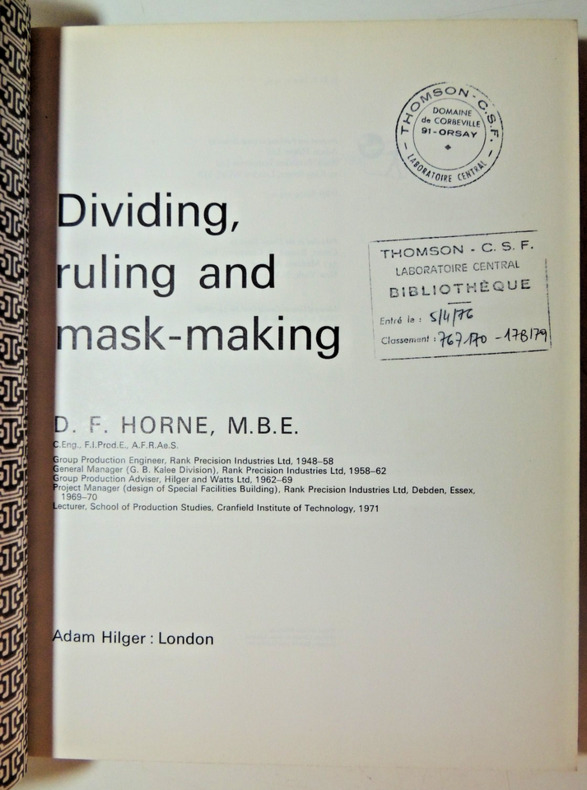 THOMSON - C.S.F.
DOMAINE
de CORBEVILLE
91-ORSAY
LABORATOIRE CENTRAL
Dividing,
ruling and
mask-making
THOMSON - C. S. F.
LABORATOIRE CENTRAL
BIBLIOTHÈQUE
Entré le : 5/4/76
Classement : 767170 - 178179
D. F. HORNE, M.B.E.
C.Eng., F.I.Prod.E., A.F.R.Ae.S.
Group Production Engineer, Rank Precision Industries Ltd, 1948–58
General Manager (G. B. Kalee Division), Rank Precision Industries Ltd, 1958–62
Group Production Adviser, Hilger and Watts Ltd, 1962–69
Project Manager (design of Special Facilities Building), Rank Precision Industries Ltd, Debden, Essex,
1969–70
Lecturer, School of Production Studies, Cranfield Institute of Technology, 1971
Adam Hilger : London